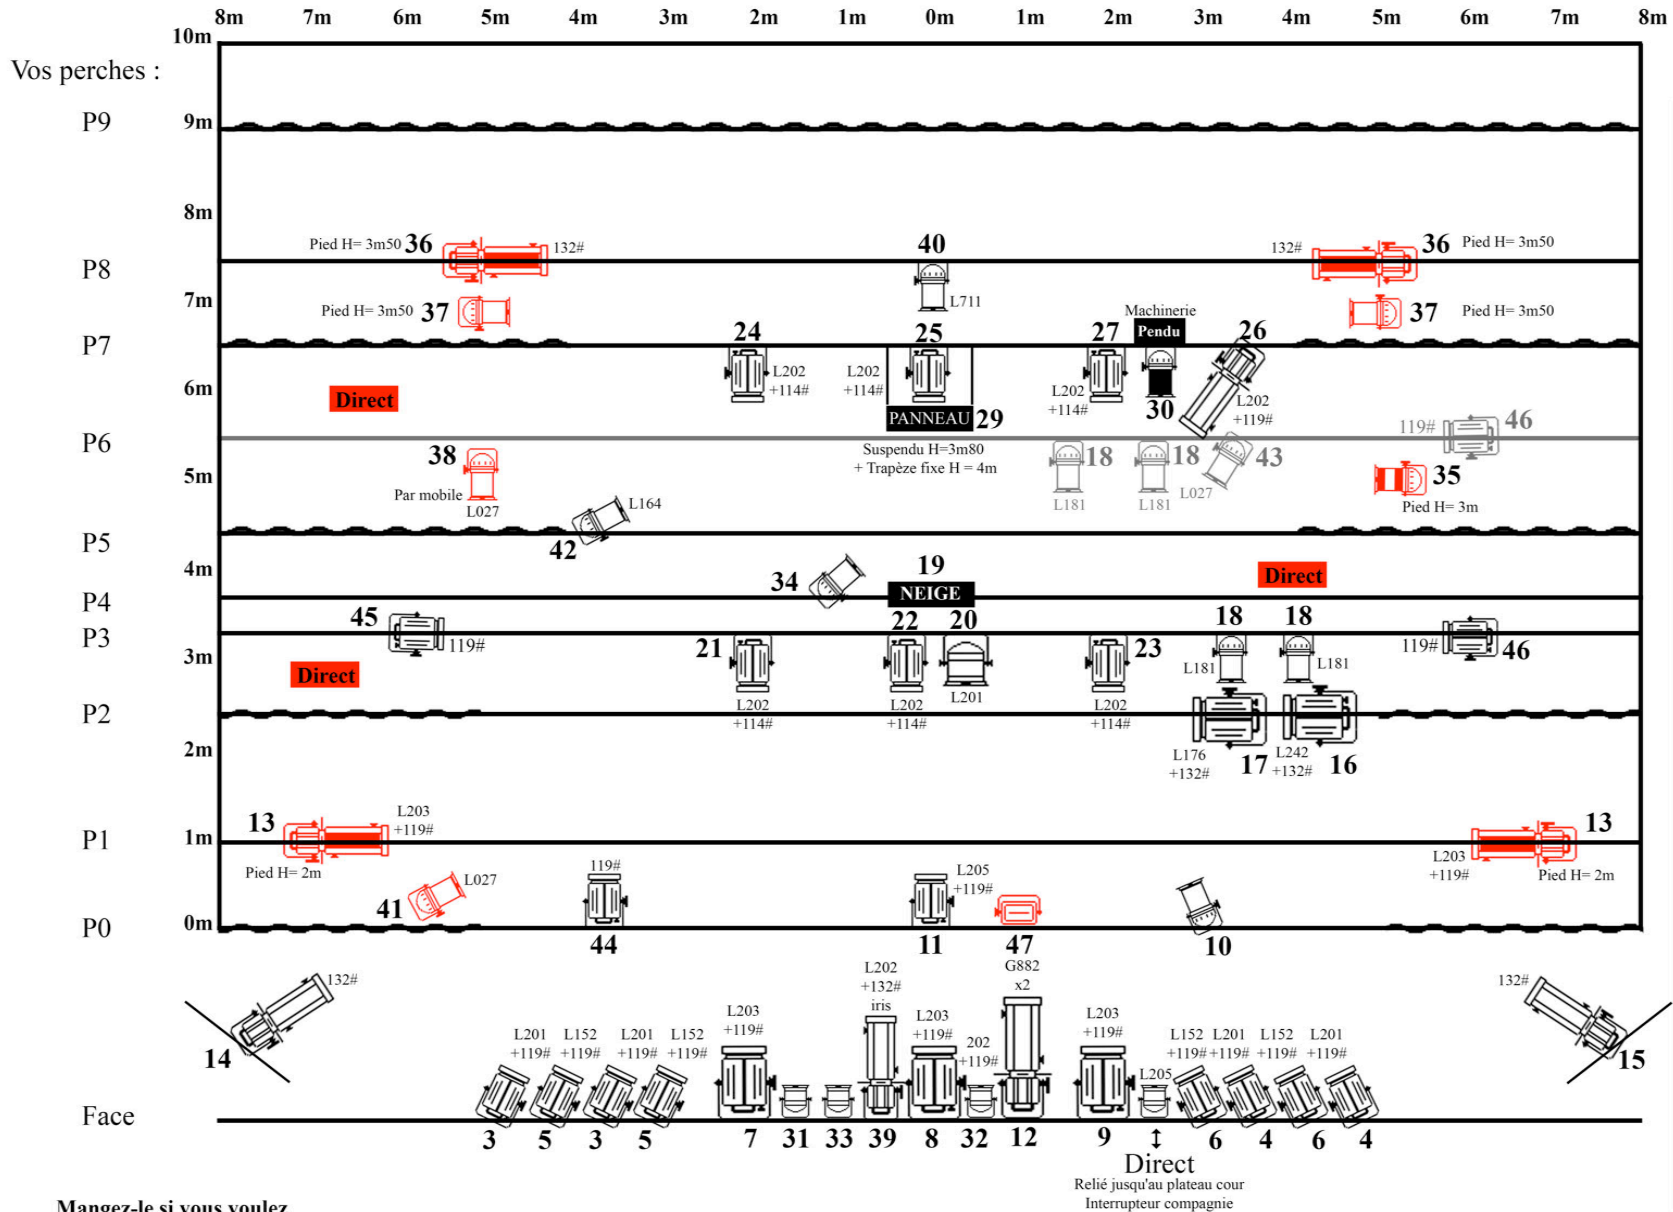 8m 7m 6m 5m 4m 3m 2m 1m 0m 1m 2m 3m 4m 5m 6m 7m 8m
10m
Vos perches :
P9 9m
8m
Pied H= 3m50 36 132# 40 132# 36 Pied H= 3m50
P8
L711
7m
Pied H= 3m50 37 Machinerie 37 Pied H= 3m50
P7 24 25 27 Pendu 26
L202 +114# L202 +114# L202 +114# 30 L202 +119#
6m
Direct
PANNEAU 29
119# 46
P6
Suspendu H=3m80
+ Trapèze fixe H = 4m
38 18 18 43
5m
35
Par mobile
L027 L181 L181 L027
Pied H= 3m
L164
P5
42
4m
34 19 Direct
NEIGE
P4
45 22 20 18 18
P3
119# 21 23 119# 46
3m
L181 L181
Direct
L201
P2
L202 +114# L202 +114# L202 +114#
2m
L176 +132# 17 L242 +132# 16
13 L203 +119# 13
P1 1m
Pied H= 2m L203 +119# Pied H= 2m
119# L205 +119#
L027
41
P0 0m
44 11 47 10
132# L202 +132# iris G882 x2 132#
14 15
L203 +119# L203 +119# L203 +119#
L201 +119# L152 +119# L201 +119# L152 +119# 202 +119# L205 L152 +119# L201 +119# L152 +119# L201 +119#
Face
3 5 3 5 7 31 33 39 8 32 12 9 ↕ 6 4 6 4
Direct
Relié jusqu'au plateau cour
Interrupteur compagnie
Mangez-le si vous voulez